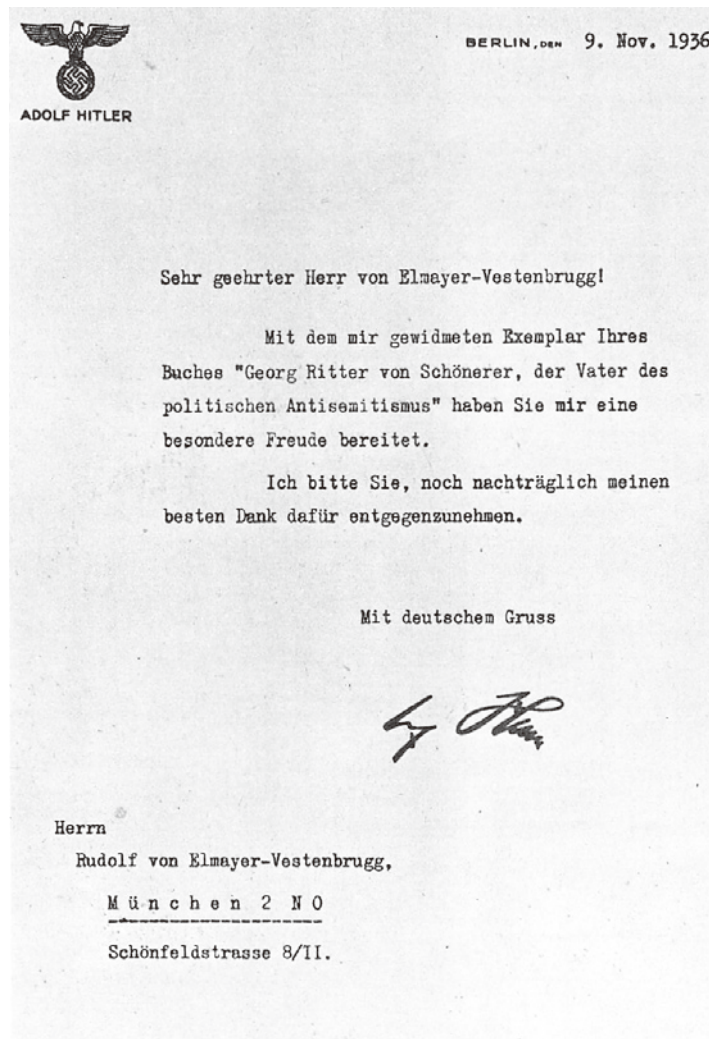 BERLIN, DEN 9. Nov. 1936
ADOLF HITLER
Sehr geehrter Herr von Elmayer-Vestenbrugg!
Mit dem mir gewidmeten Exemplar Ihres
Buches "Georg Ritter von Schönerer, der Vater des
politischen Antisemitismus" haben Sie mir eine
besondere Freude bereitet.
Ich bitte Sie, noch nachträglich meinen
besten Dank dafür entgegenzunehmen.
Mit deutschem Gruss
Herrn
Rudolf von Elmayer-Vestenbrugg,
München 2 NO
Schönfeldstrasse 8/II.